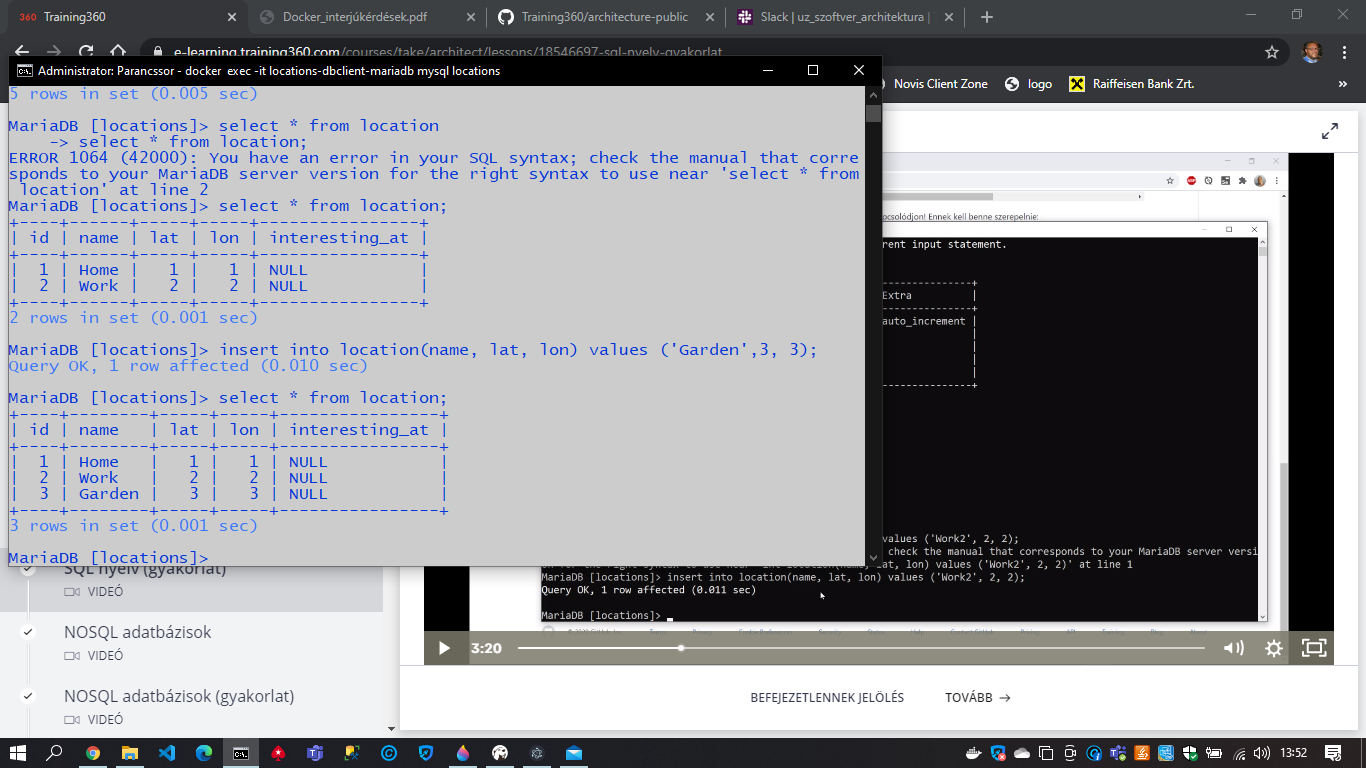 360 Training360
Docker_interjúkérdések.pdf
Training360/architecture-public
Slack | uz_szoftver_architektura |
e-learning.training360.com/courses/take/architect/lessons/18546697-sql-nyelv-gyakorlat
Novis Client Zone
logo
Raiffeisen Bank Zrt.
Administrator: Parancssor - docker exec -it locations-dbclient-mariadb mysql locations
5 rows in set (0.005 sec)
MariaDB [locations]> select * from location
    -> select * from location;
ERROR 1064 (42000): You have an error in your SQL syntax; check the manual that corre
sponds to your MariaDB server version for the right syntax to use near 'select * from
 location' at line 2
MariaDB [locations]> select * from location;
+----+------+-----+-----+----------------+
| id | name | lat | lon | interesting_at |
+----+------+-----+-----+----------------+
|  1 | Home |   1 |   1 | NULL           |
|  2 | Work |   2 |   2 | NULL           |
+----+------+-----+-----+----------------+
2 rows in set (0.001 sec)
MariaDB [locations]> insert into location(name, lat, lon) values ('Garden',3, 3);
Query OK, 1 row affected (0.010 sec)
MariaDB [locations]> select * from location;
+----+--------+-----+-----+----------------+
| id | name   | lat | lon | interesting_at |
+----+--------+-----+-----+----------------+
|  1 | Home   |   1 |   1 | NULL           |
|  2 | Work   |   2 |   2 | NULL           |
|  3 | Garden |   3 |   3 | NULL           |
+----+--------+-----+-----+----------------+
3 rows in set (0.001 sec)
MariaDB [locations]>
ocsolódjon! Ennek kell benne szerepelnie:
rent input statement.
---------------+
Extra          |
---------------+
auto_increment |
---------------+
values ('Work2', 2, 2);
check the manual that corresponds to your MariaDB server versi
lat, lon) values ('Work2', 2, 2)' at line 1
MariaDB [locations]> insert into location(name, lat, lon) values ('Work2', 2, 2);
Query OK, 1 row affected (0.011 sec)
MariaDB [locations]>
3:20
SQL nyelv (gyakorlat)
VIDEÓ
NOSQL adatbázisok
VIDEÓ
NOSQL adatbázisok (gyakorlat)
VIDEÓ
BEFEJEZETLENNEK JELÖLÉS
TOVÁBB →
13:52